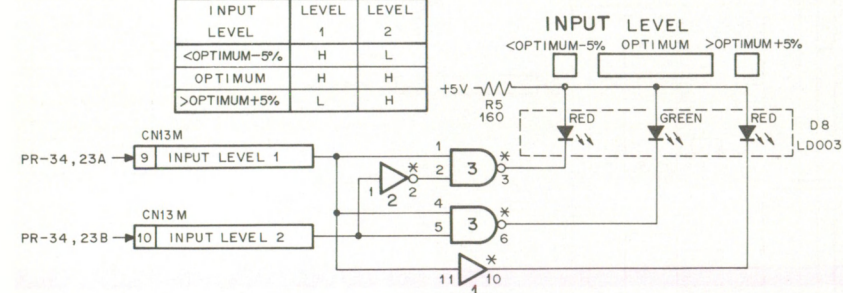 INPUT LEVEL
LEVEL 1
LEVEL 2
<OPTIMUM-5% H L
OPTIMUM H H
>OPTIMUM+5% L H
INPUT LEVEL
<OPTIMUM-5% OPTIMUM >OPTIMUM+5%
+5V
R5
160
RED GREEN RED
D8
LD003
CN13M
PR-34,23A 9 INPUT LEVEL 1
1 2 * 2
1 2 3 * 3
4 5 3 * 6
CN13M
PR-34,23B 10 INPUT LEVEL 2
11 * 10
1